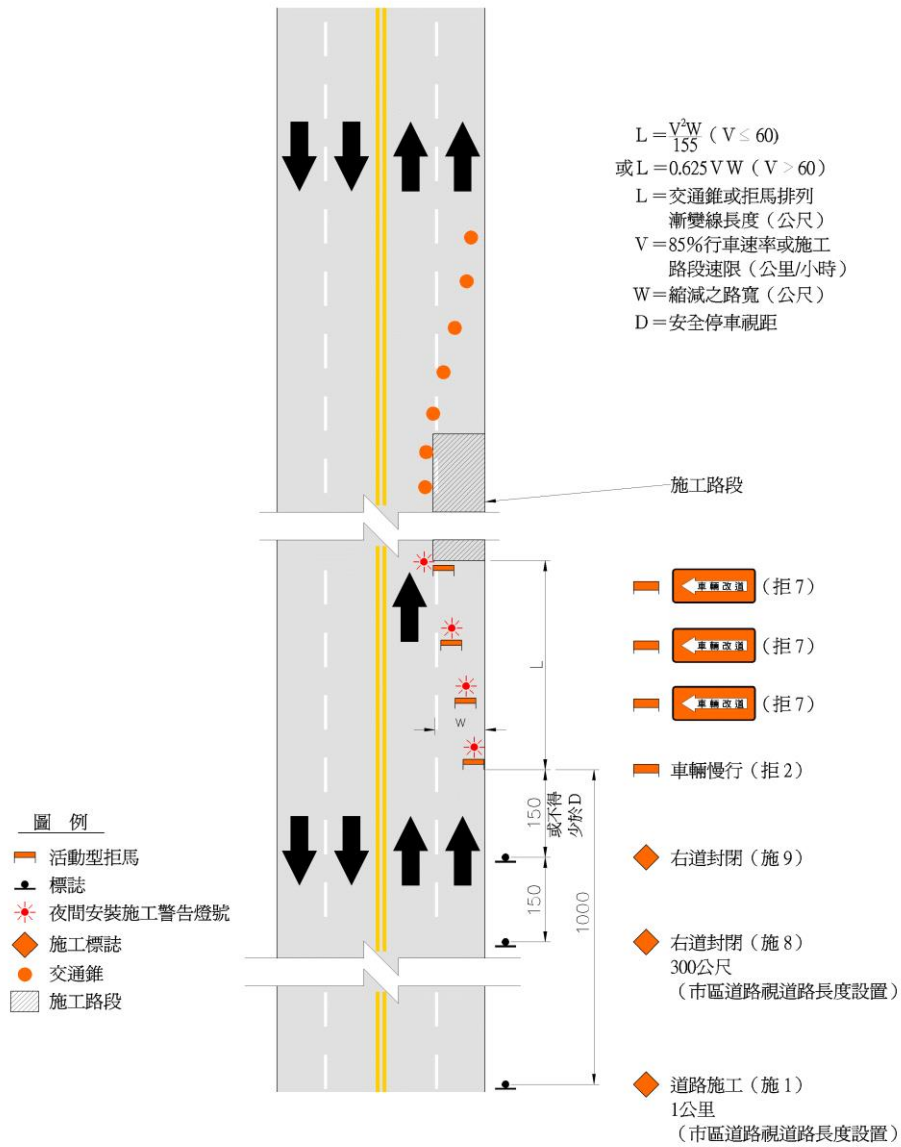 L＝V²W/155（V≤60）
或L＝0.625VW（V＞60）
L＝交通錐或拒馬排列
漸變線長度（公尺）
V＝85%行車速率或施工
路段速限（公里/小時）
W＝縮減之路寬（公尺）
D＝安全停車視距
施工路段
車輛改道（拒7）
車輛改道（拒7）
車輛改道（拒7）
L
W
車輛慢行（拒2）
150
或不得
少於D
150
1000
右道封閉（施9）
右道封閉（施8）
300公尺
（市區道路視道路長度設置）
道路施工（施1）
1公里
（市區道路視道路長度設置）
圖 例
活動型拒馬
標誌
夜間安裝施工警告燈號
施工標誌
交通錐
施工路段